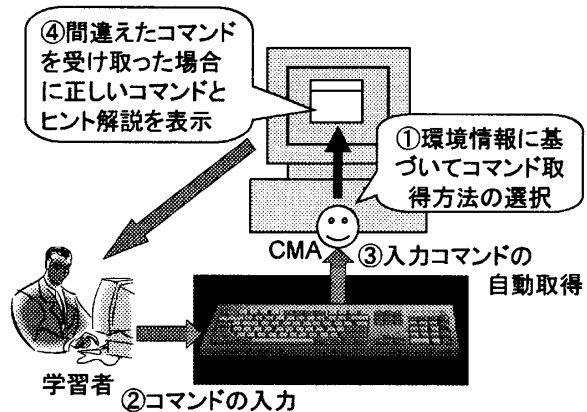 ④間違えたコマンド
を受け取った場合
に正しいコマンドと
ヒント解説を表示
①環境情報に基
づいてコマンド取
得方法の選択
CMA
③入力コマンドの
自動取得
学習者
②コマンドの入力